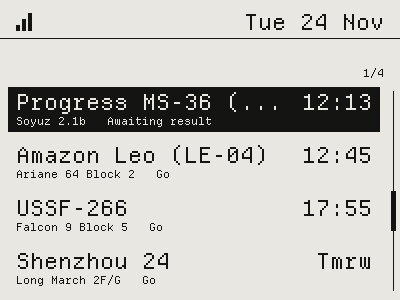 Tue 24 Nov
1/4
Progress MS-36 (... 12:13
Soyuz 2.1b Awaiting result
Amazon Leo (LE-04) 12:45
Ariane 64 Block 2 Go
USSF-266 17:55
Falcon 9 Block 5 Go
Shenzhou 24 Tmrw
Long March 2F/G Go